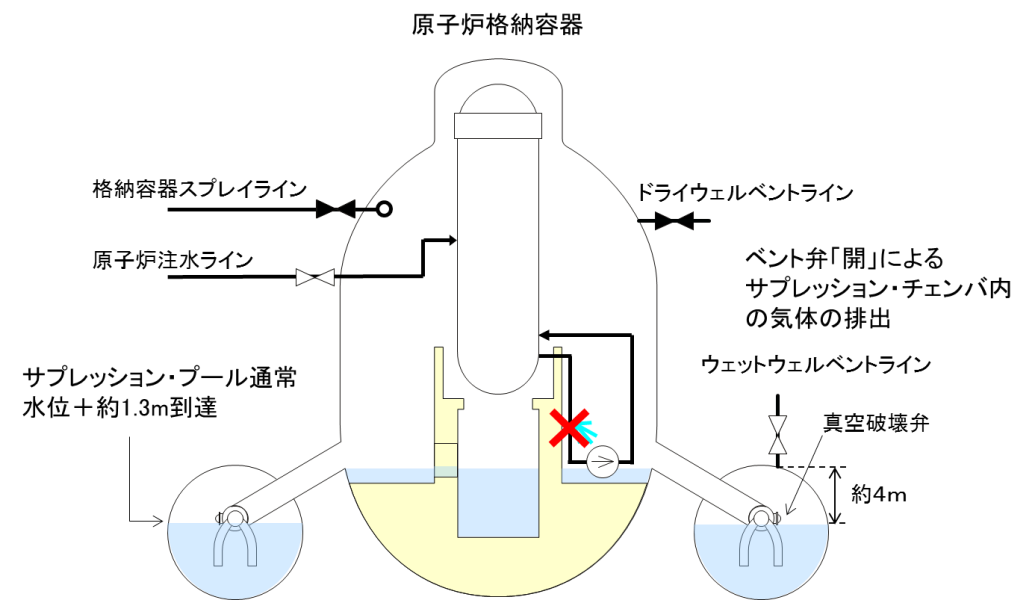 原子炉格納容器
格納容器スプレイライン
ドライウェルベントライン
原子炉注水ライン
ベント弁「開」による
サプレッション・チェンバ内
の気体の排出
ウェットウェルベントライン
サプレッション・プール通常
水位＋約1.3m到達
真空破壊弁
約4m